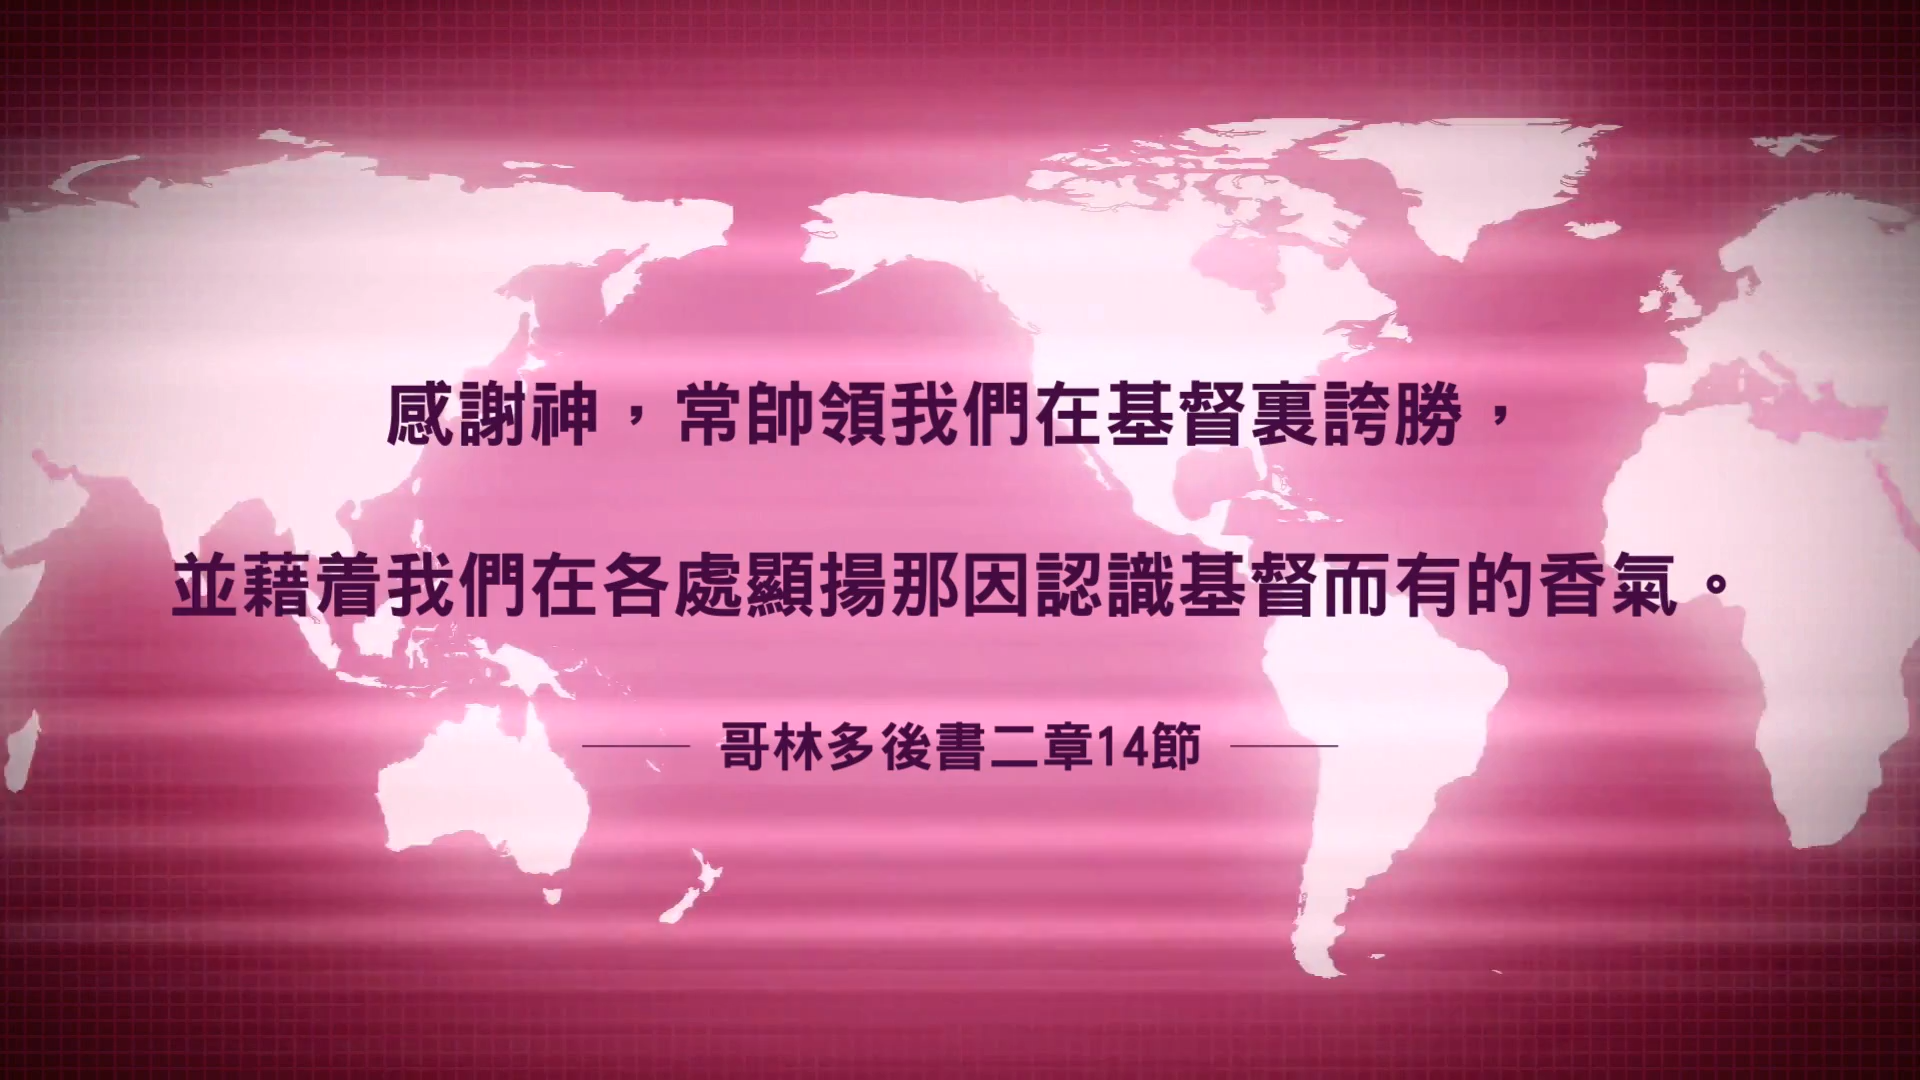 感謝神，常帥領我們在基督裏誇勝，
並藉着我們在各處顯揚那因認識基督而有的香氣。
哥林多後書二章14節